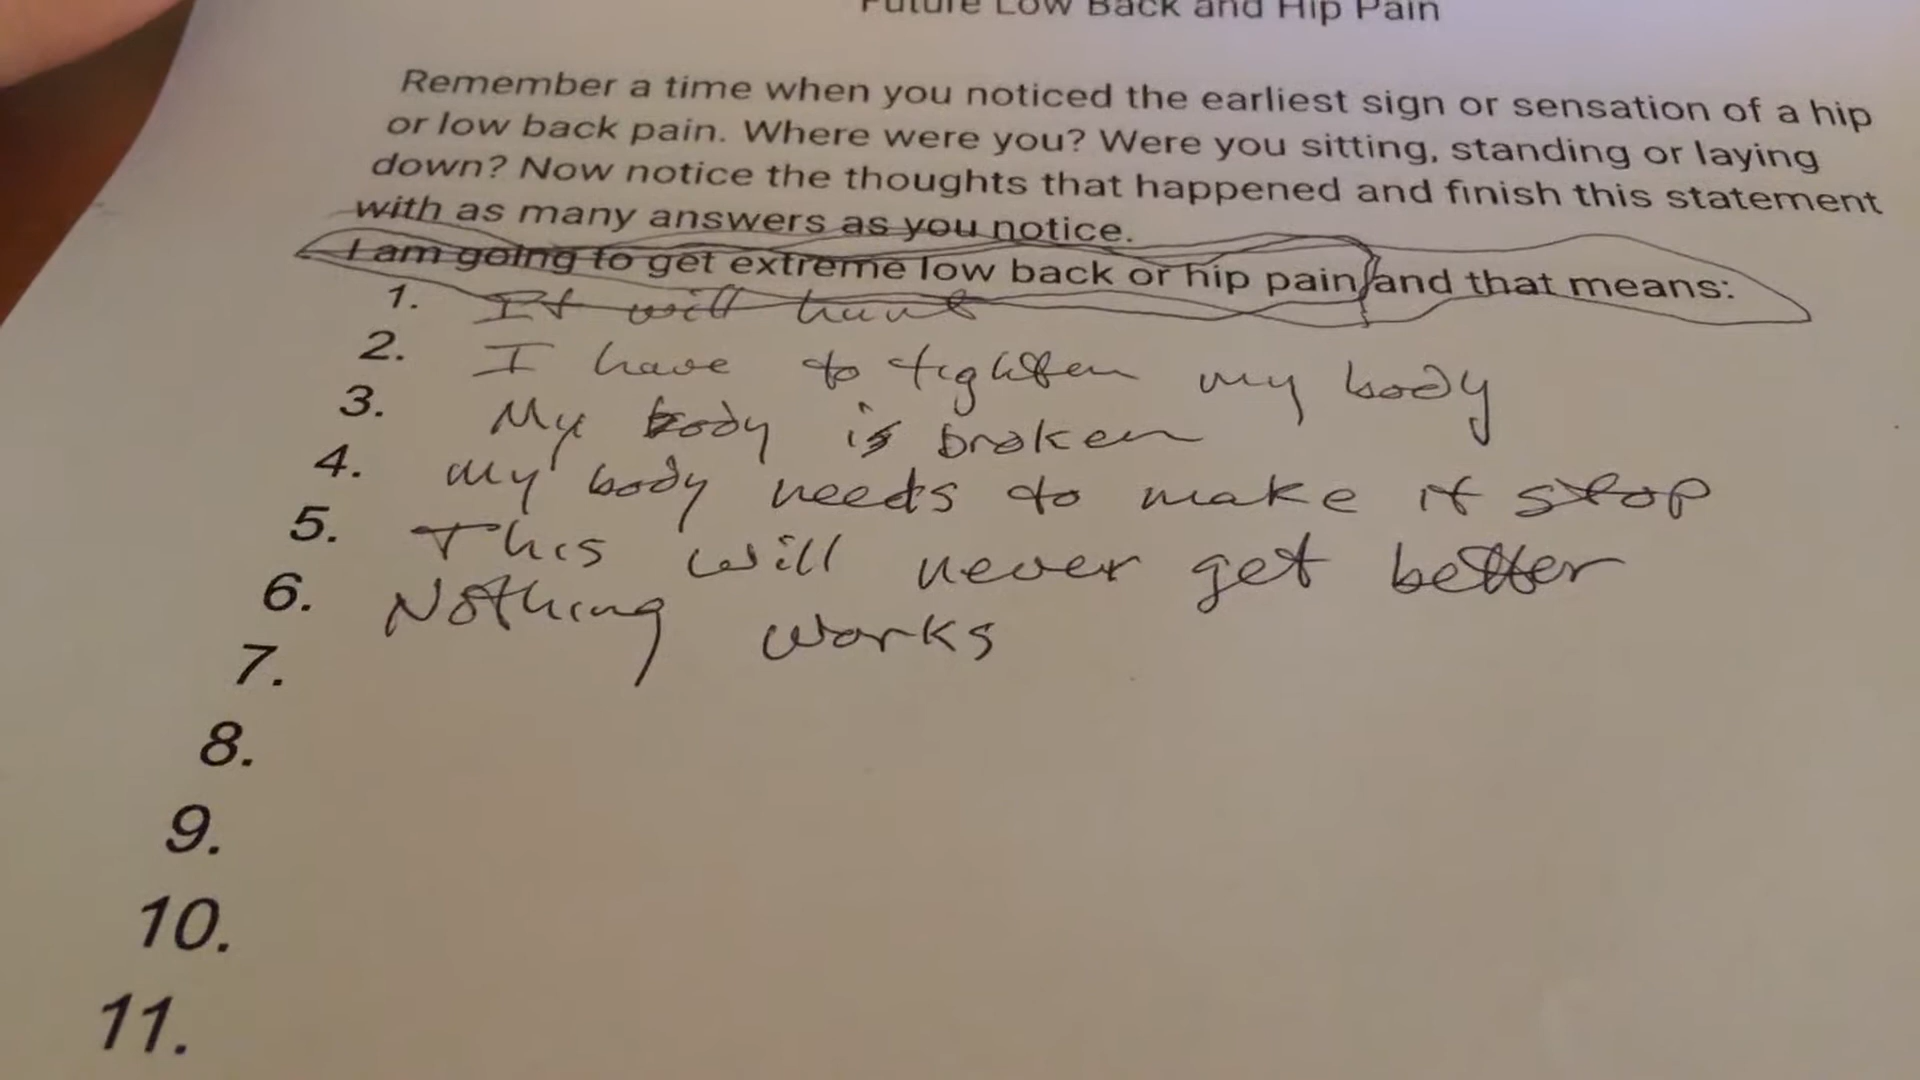 Future Low Back and Hip Pain
Remember a time when you noticed the earliest sign or sensation of a hip
or low back pain. Where were you? Were you sitting, standing or laying
down? Now notice the thoughts that happened and finish this statement
with as many answers as you notice.
I am going to get extreme low back or hip pain and that means:
1. It will hurt
2. I have to tighten my body
3. My body is broken
4. my body needs to make it stop
5. This will never get better
6. Nothing works
7.
8.
9.
10.
11.